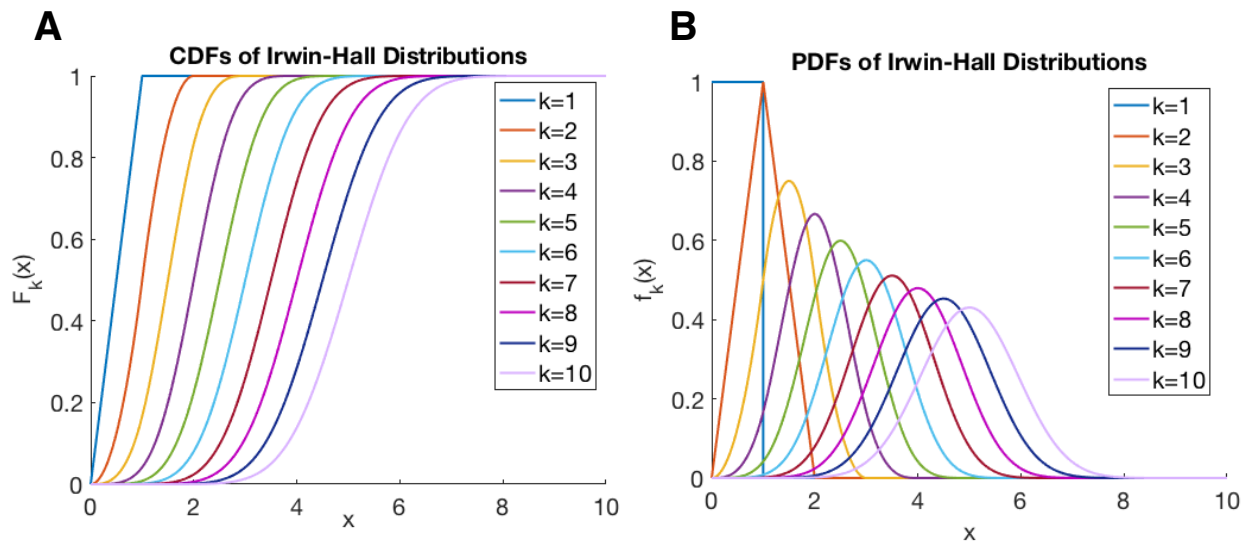 A
CDFs of Irwin-Hall Distributions
1
0.8
0.6
0.4
0.2
0
F_k(x)
0 2 4 6 8 10
x
k=1
k=2
k=3
k=4
k=5
k=6
k=7
k=8
k=9
k=10
B
PDFs of Irwin-Hall Distributions
1
0.8
0.6
0.4
0.2
0
f_k(x)
0 2 4 6 8 10
x
k=1
k=2
k=3
k=4
k=5
k=6
k=7
k=8
k=9
k=10